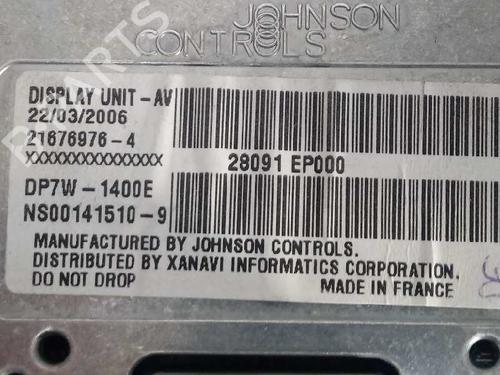 JOHNSON
CONTROLS
DISPLAY UNIT-AV
22/03/2006
21676976-4
XXXXXXXXXXXXXXX
28091 EP000
DP7W-1400E
NS00141510-9
MANUFACTURED BY JOHNSON CONTROLS.
DISTRIBUTED BY XANAVI INFORMATICS CORPORATION.
DO NOT DROP MADE IN FRANCE